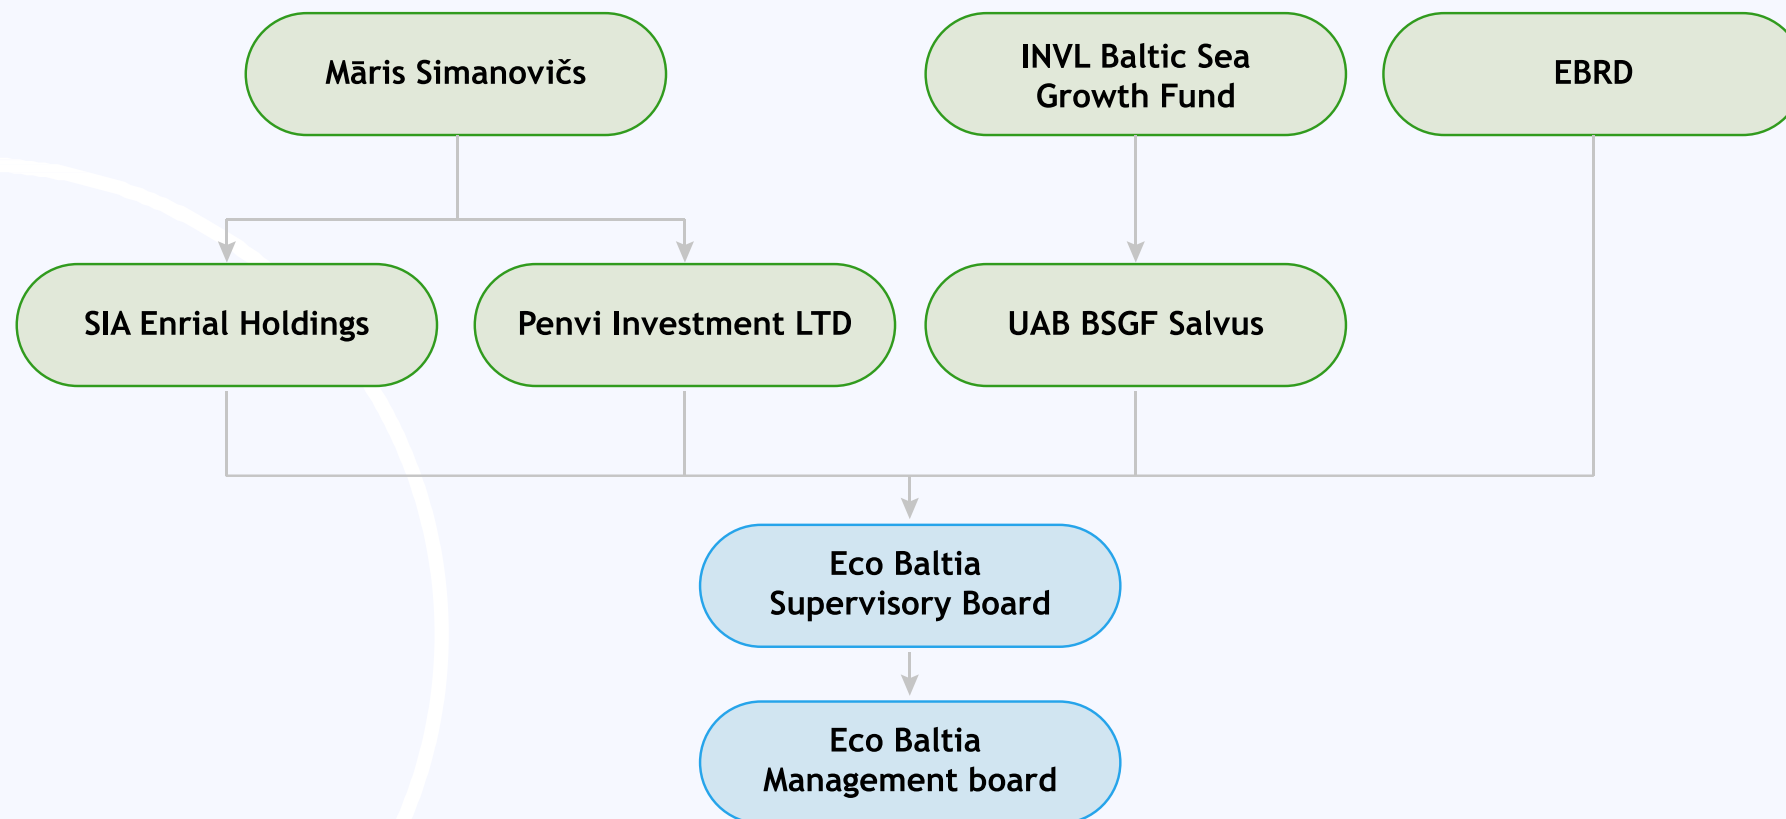 Māris Simanovičs
INVL Baltic Sea
Growth Fund
EBRD
SIA Enrial Holdings
Penvi Investment LTD
UAB BSGF Salvus
Eco Baltia
Supervisory Board
Eco Baltia
Management board